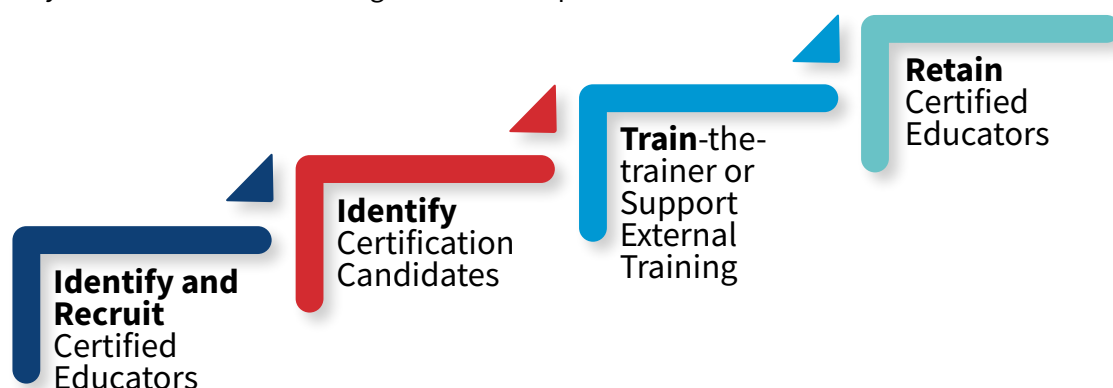 Identify and
Recruit
Certified
Educators
Identify
Certification
Candidates
Train-the-
trainer or
Support
External
Training
Retain
Certified
Educators